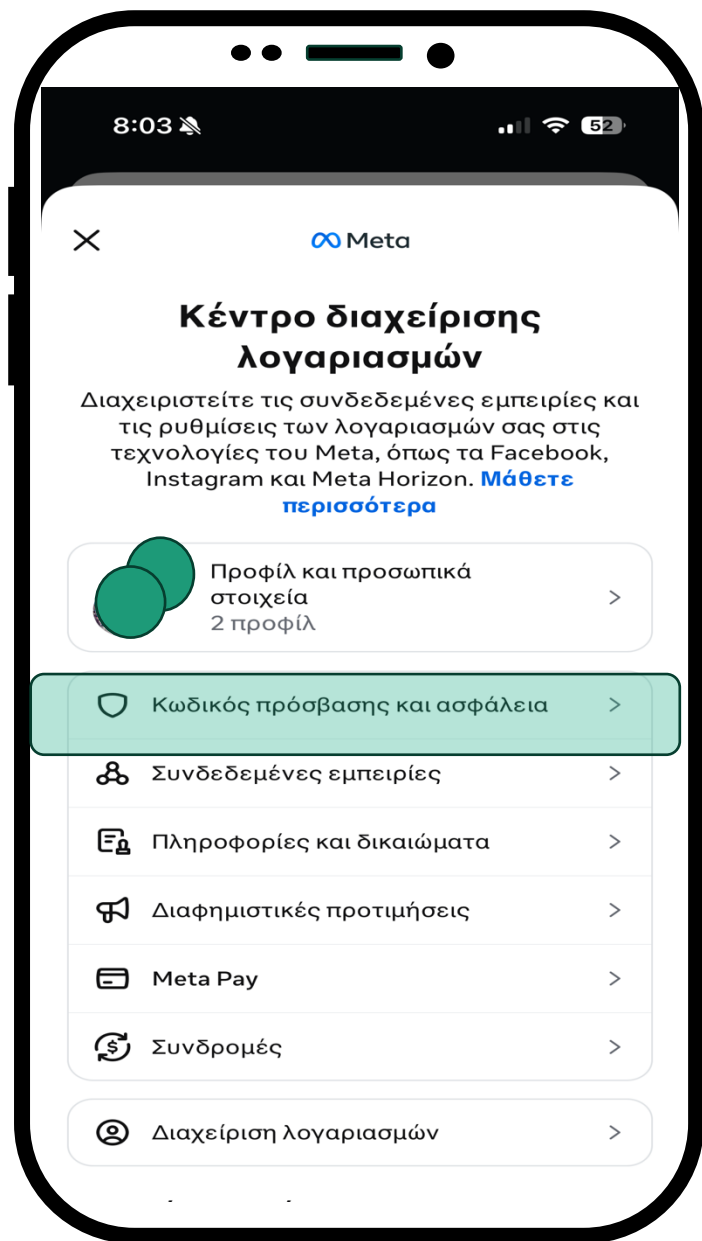 8:03
52
Meta
Κέντρο διαχείρισης
λογαριασμών
Διαχειριστείτε τις συνδεδεμένες εμπειρίες και
τις ρυθμίσεις των λογαριασμών σας στις
τεχνολογίες του Meta, όπως τα Facebook,
Instagram και Meta Horizon. Μάθετε
περισσότερα
Προφίλ και προσωπικά
στοιχεία
2 προφίλ
Κωδικός πρόσβασης και ασφάλεια
Συνδεδεμένες εμπειρίες
Πληροφορίες και δικαιώματα
Διαφημιστικές προτιμήσεις
Meta Pay
Συνδρομές
Διαχείριση λογαριασμών